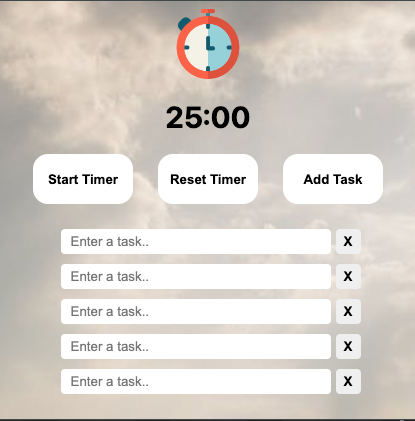 25:00
Start Timer Reset Timer Add Task
Enter a task.. X
Enter a task.. X
Enter a task.. X
Enter a task.. X
Enter a task.. X